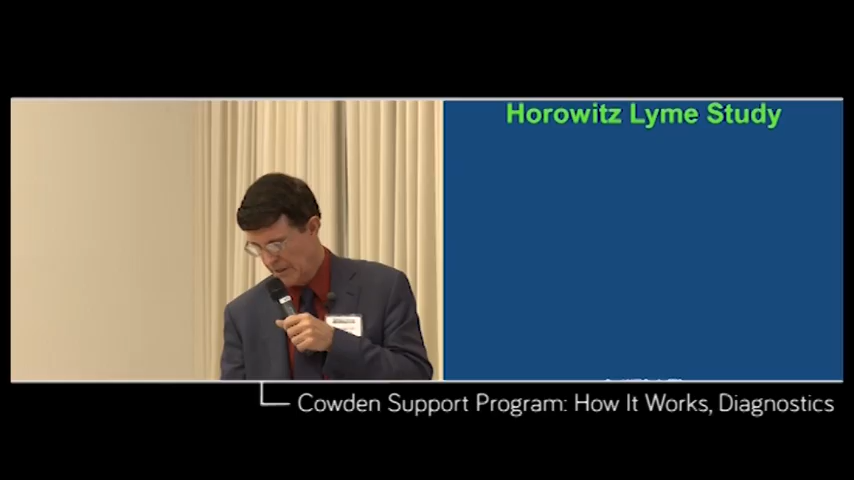 Horowitz Lyme Study
Cowden Support Program: How It Works, Diagnostics